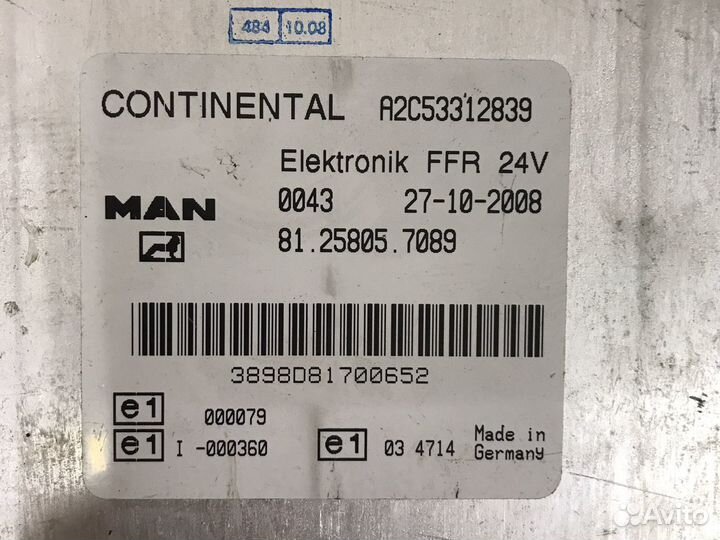 484 10.08
CONTINENTAL A2C53312839
Elektronik FFR 24V
MAN 0043 27-10-2008
81.25805.7089
3898D81700652
e1 000079
e1 I -000360 e1 03 4714 Made in
Germany
Avito